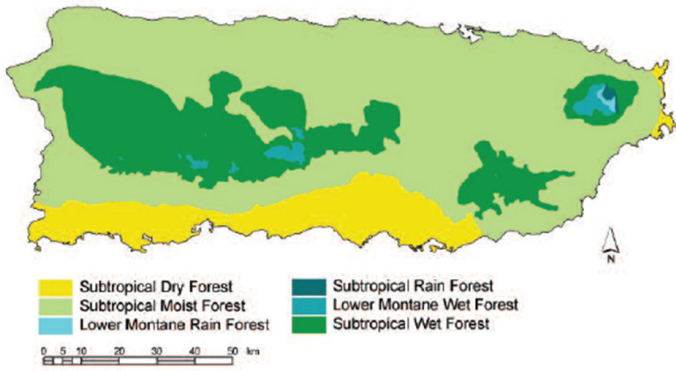 N
Subtropical Dry Forest
Subtropical Moist Forest
Lower Montane Rain Forest
Subtropical Rain Forest
Lower Montane Wet Forest
Subtropical Wet Forest
0 5 10 20 30 40 50 km